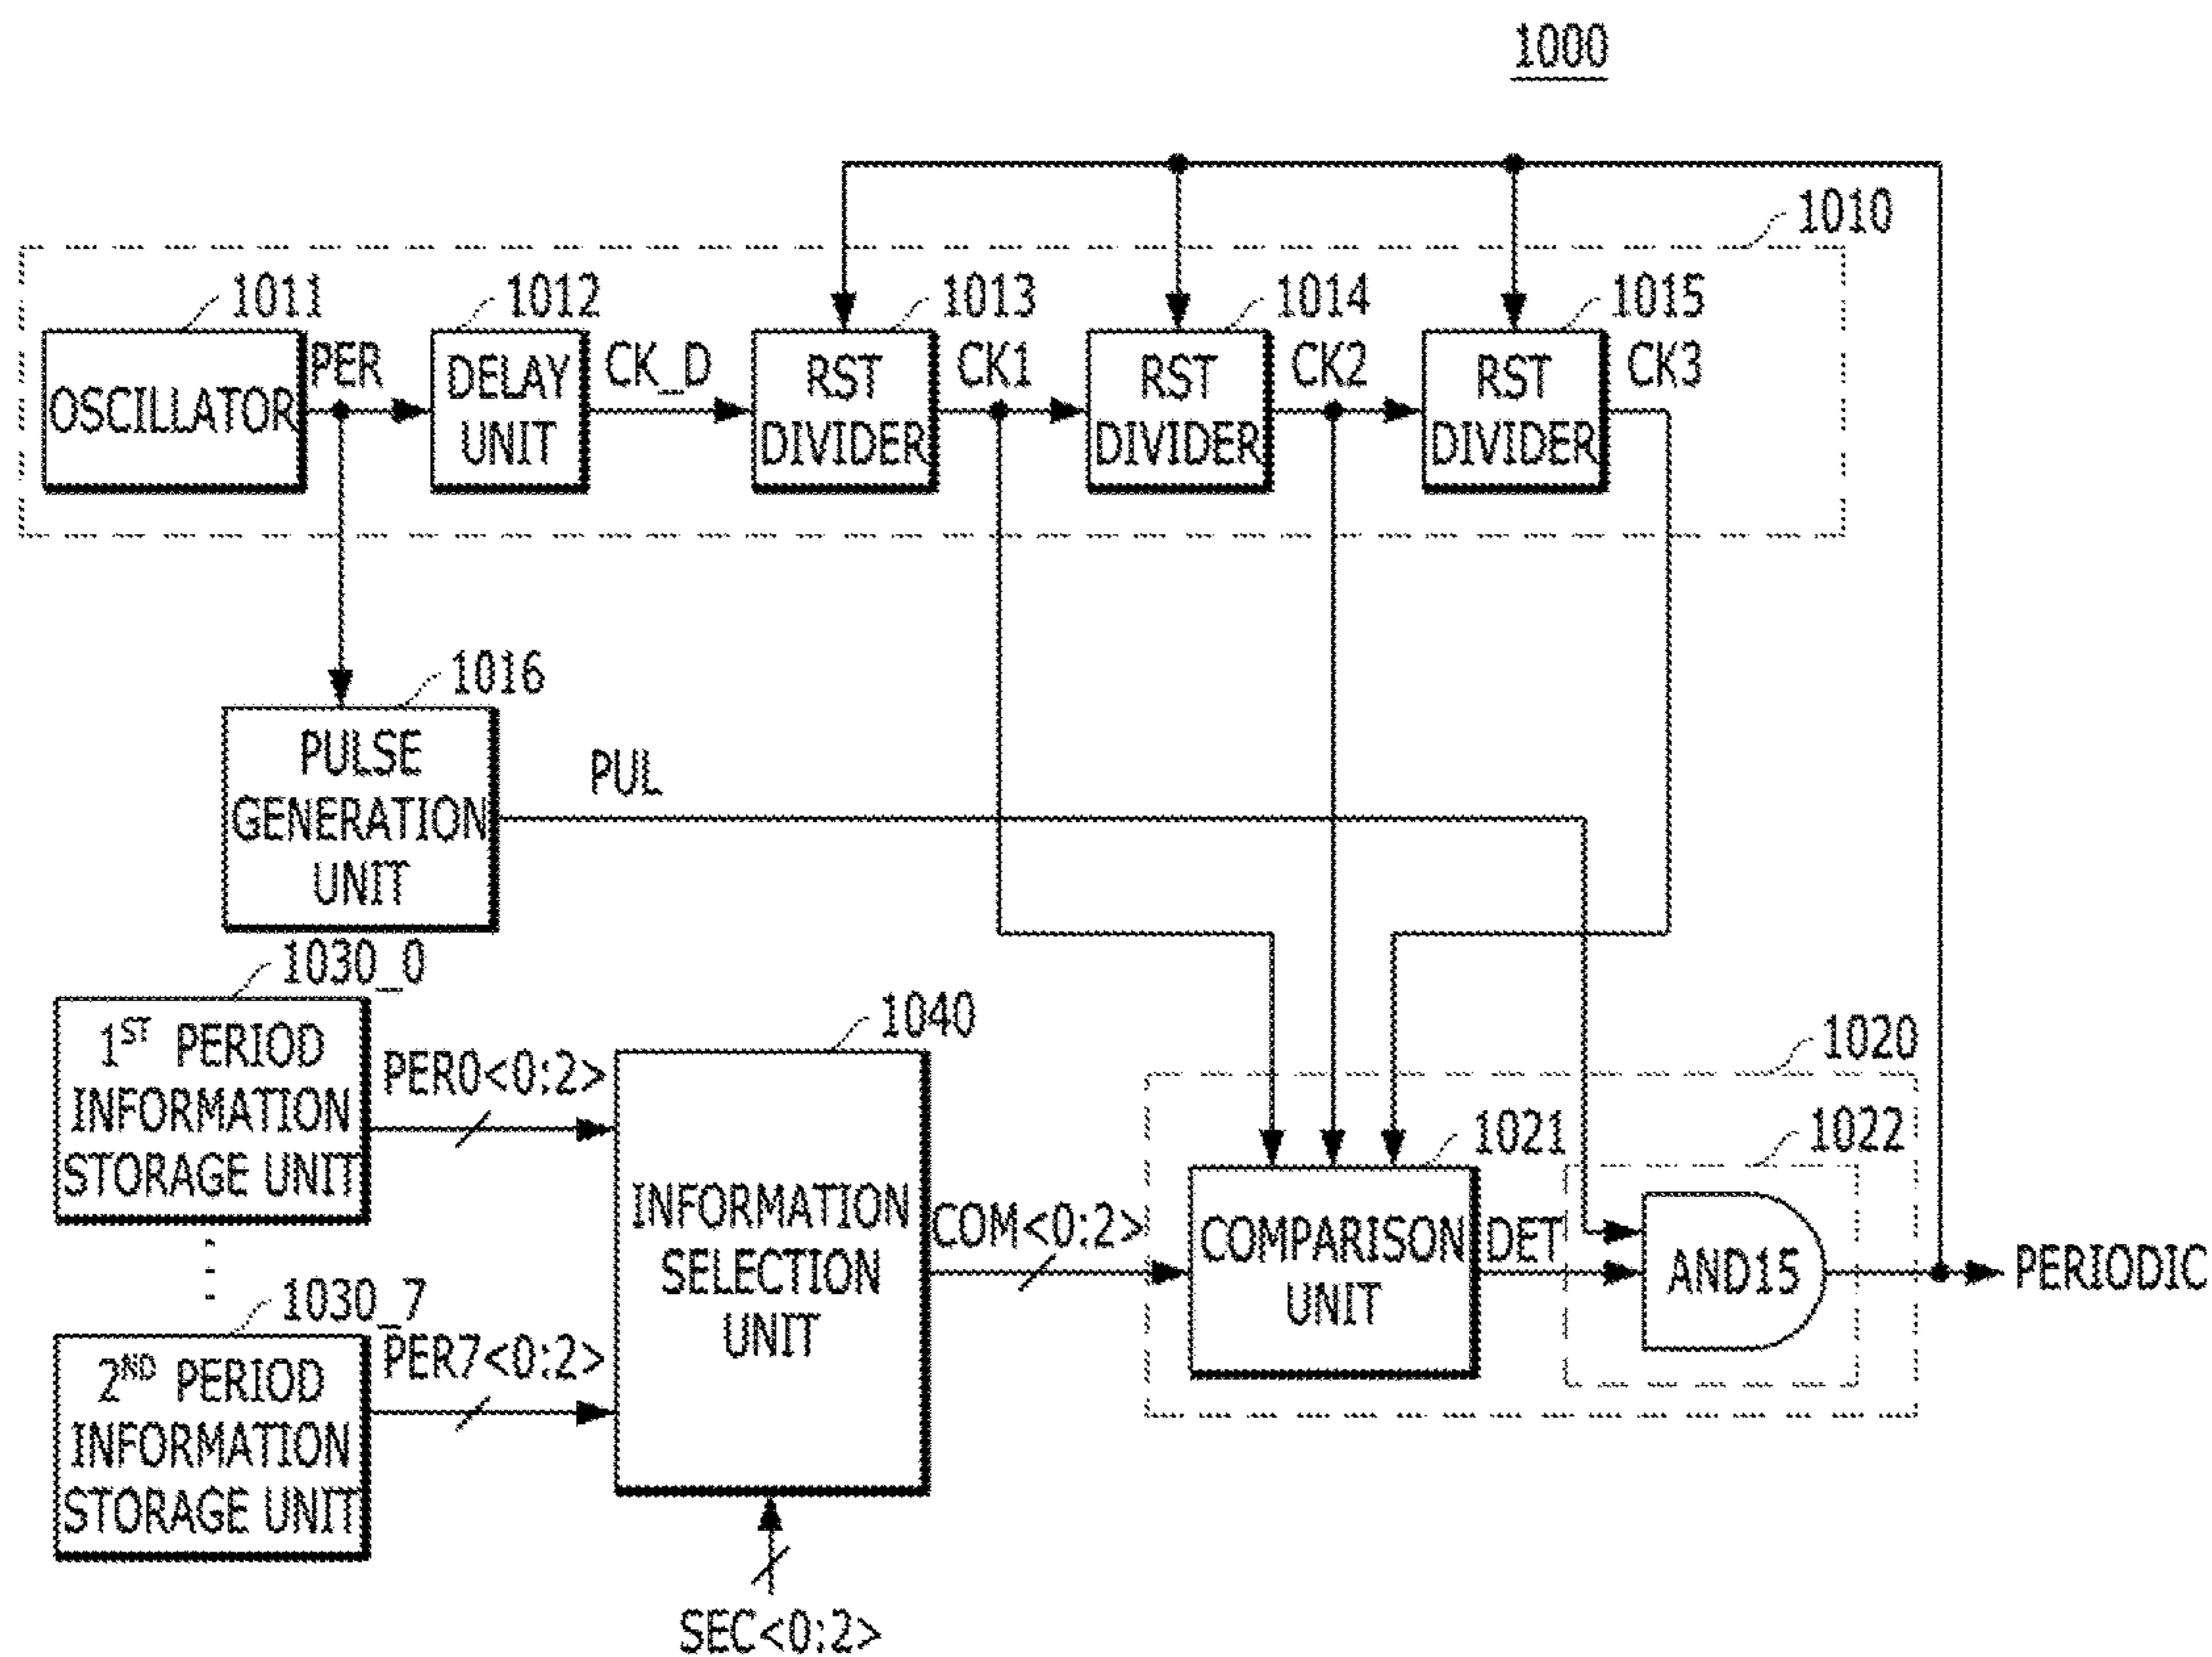 1000
1010
1011
1012
1013
1014
1015
OSCILLATOR
PER
DELAY
UNIT
CK_D
RST
DIVIDER
CK1
RST
DIVIDER
CK2
RST
DIVIDER
CK3
1016
PULSE
GENERATION
UNIT
PUL
1030_0
1ST PERIOD
INFORMATION
STORAGE UNIT
PER0<0:2>
1030_7
2ND PERIOD
INFORMATION
STORAGE UNIT
PER7<0:2>
1040
INFORMATION
SELECTION
UNIT
SEC<0:2>
COM<0:2>
1020
1021
COMPARISON
UNIT
DET
1022
AND15
PERIODIC